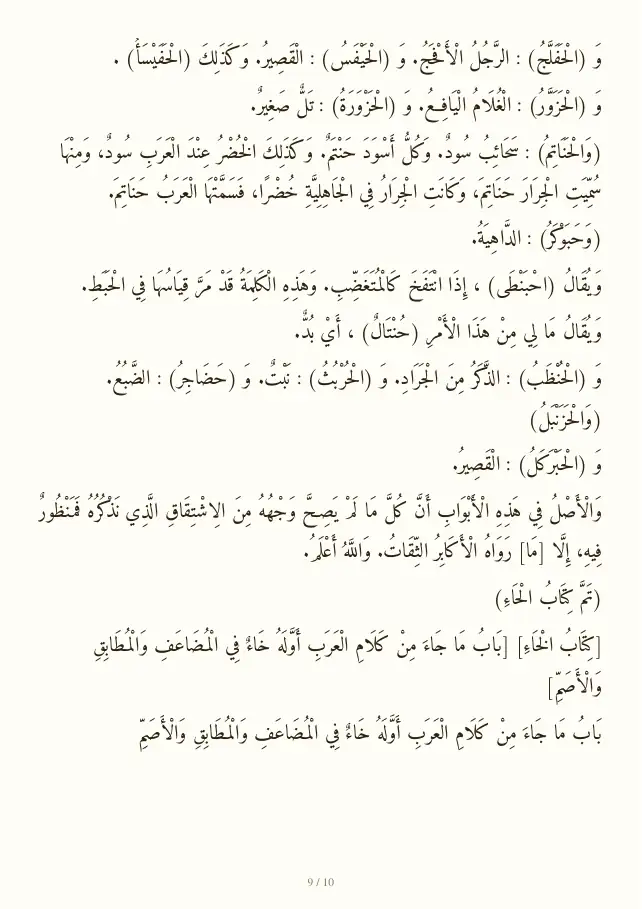 وَ (الْحَفَلَّجُ) : الرَّجُلُ الْأَفْحَجُ. وَ (الْحَيْفَسُ) : الْقَصِيرُ. وَكَذَلِكَ (الْحَفَيْسَأُ) .
وَ (الْحَزَوَّرُ) : الْغُلَامُ الْيَافِعُ. وَ (الْحَزْوَرَةُ) : تَلٌّ صَغِيرٌ.
(وَالْحَنَاتِمُ) : سَحَائِبُ سُودٌ. وَكُلُّ أَسْوَدَ حَنْتَمٌ. وَكَذَلِكَ الْخُضْرُ عِنْدَ الْعَرَبِ سُودٌ، وَمِنْهَا
سُمِّيَتِ الْجِرَارَ حَنَاتِمَ، وَكَانَتِ الْجِرَارُ فِي الْجَاهِلِيَّةِ خُضْرًا، فَسَمَّتْهَا الْعَرَبُ حَنَاتِمَ.
(وَحَبَوْكَرُ) : الدَّاهِيَةُ.
وَيُقَالُ (احْبَنْطَى) ، إِذَا انْتَفَخَ كَالْمُتَغَضِّبِ. وَهَذِهِ الْكَلِمَةُ قَدْ مَرَّ قِيَاسُهَا فِي الْحَبَطِ.
وَيُقَالُ مَا لِي مِنْ هَذَا الْأَمْرِ (حُنْتَالٌ) ، أَيْ بُدٌّ.
وَ (الْحُنْظَبُ) : الذَّكَرُ مِنَ الْجَرَادِ. وَ (الْحُرْبُثُ) : نَبْتٌ. وَ (حَضَاجِرُ) : الضَّبُعُ.
(وَالْحَزَنْبَلُ)
وَ (الْحَبَرْكَلُ) : الْقَصِيرُ.
وَالْأَصْلُ فِي هَذِهِ الْأَبْوَابِ أَنَّ كُلَّ مَا لَمْ يَصِحَّ وَجْهُهُ مِنَ الِاشْتِقَاقِ الَّذِي نَذْكُرُهُ فَمَنْظُورٌ
فِيهِ، إِلَّا [مَا] رَوَاهُ الْأَكَابِرُ الثِّقَاتُ. وَاللَّهُ أَعْلَمُ.
(تَمَّ كِتَابُ الْحَاءِ)
[كِتَابُ الْخَاءِ] [بَابُ مَا جَاءَ مِنْ كَلَامِ الْعَرَبِ أَوَّلَهُ خَاءٌ فِي الْمُضَاعَفِ وَالْمُطَابِقِ
وَالْأَصَمِّ]
بَابُ مَا جَاءَ مِنْ كَلَامِ الْعَرَبِ أَوَّلَهُ خَاءٌ فِي الْمُضَاعَفِ وَالْمُطَابِقِ وَالْأَصَمِّ
9 / 10